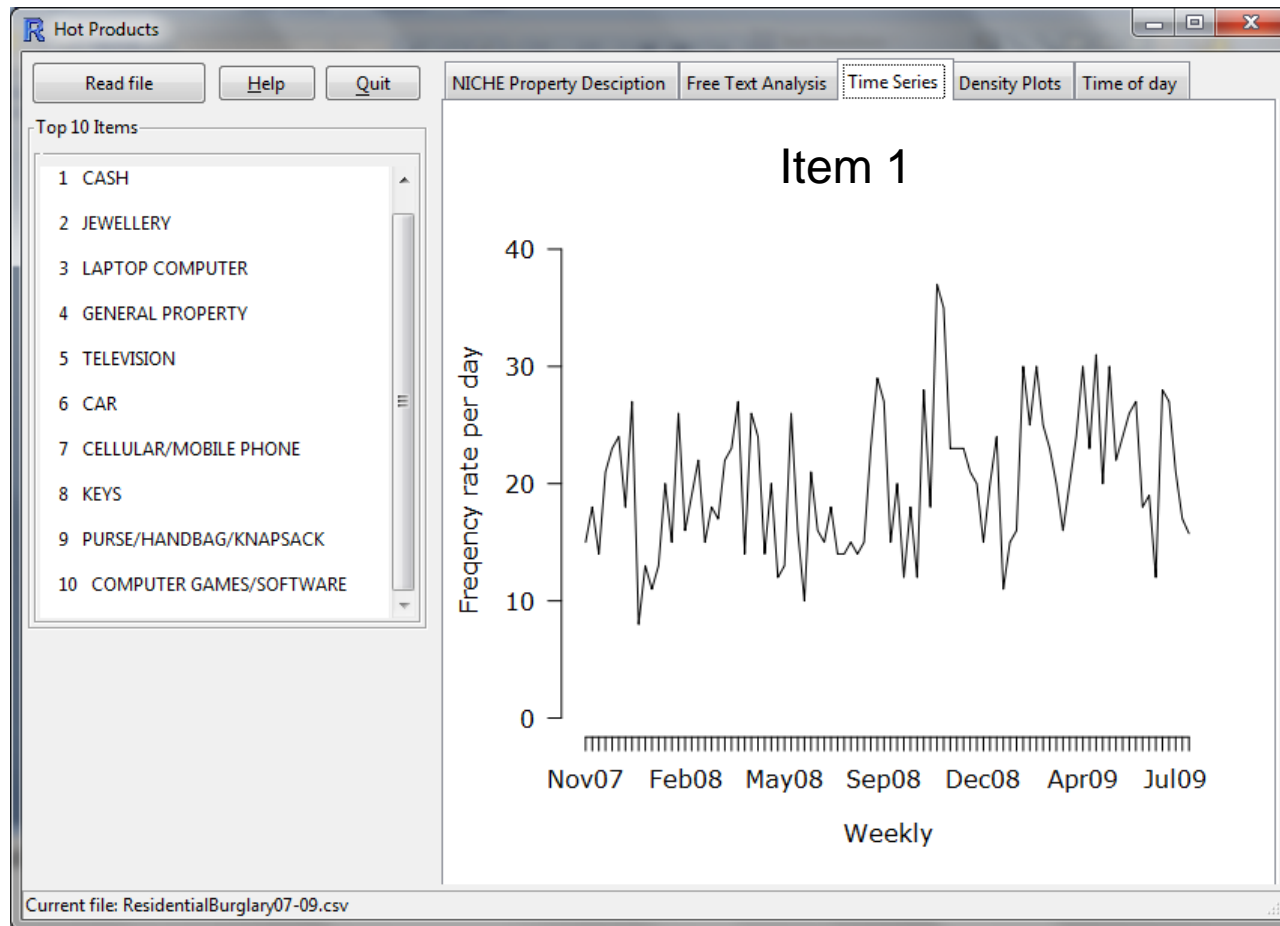 Hot Products
Read file Help Quit
NICHE Property Desciption Free Text Analysis Time Series Density Plots Time of day
Top 10 Items
1 CASH
2 JEWELLERY
3 LAPTOP COMPUTER
4 GENERAL PROPERTY
5 TELEVISION
6 CAR
7 CELLULAR/MOBILE PHONE
8 KEYS
9 PURSE/HANDBAG/KNAPSACK
10 COMPUTER GAMES/SOFTWARE
Item 1
Freqency rate per day
40
30
20
10
0
Nov07 Feb08 May08 Sep08 Dec08 Apr09 Jul09
Weekly
Current file: ResidentialBurglary07-09.csv